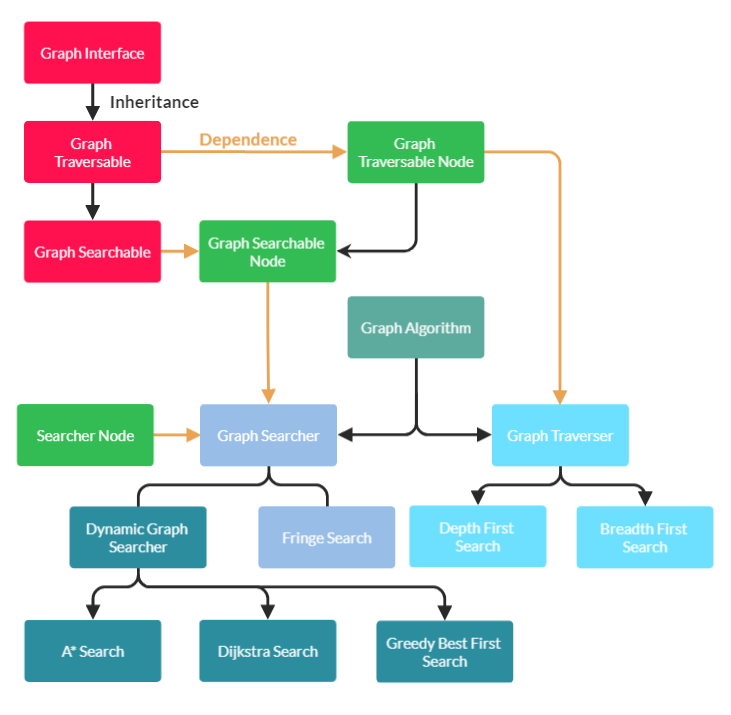 Graph Interface
Inheritance
Graph
Traversable
Dependence
Graph
Traversable Node
Graph Searchable
Graph Searchable
Node
Graph Algorithm
Searcher Node
Graph Searcher
Graph Traverser
Dynamic Graph
Searcher
Fringe Search
Depth First
Search
Breadth First
Search
A* Search
Dijkstra Search
Greedy Best First
Search